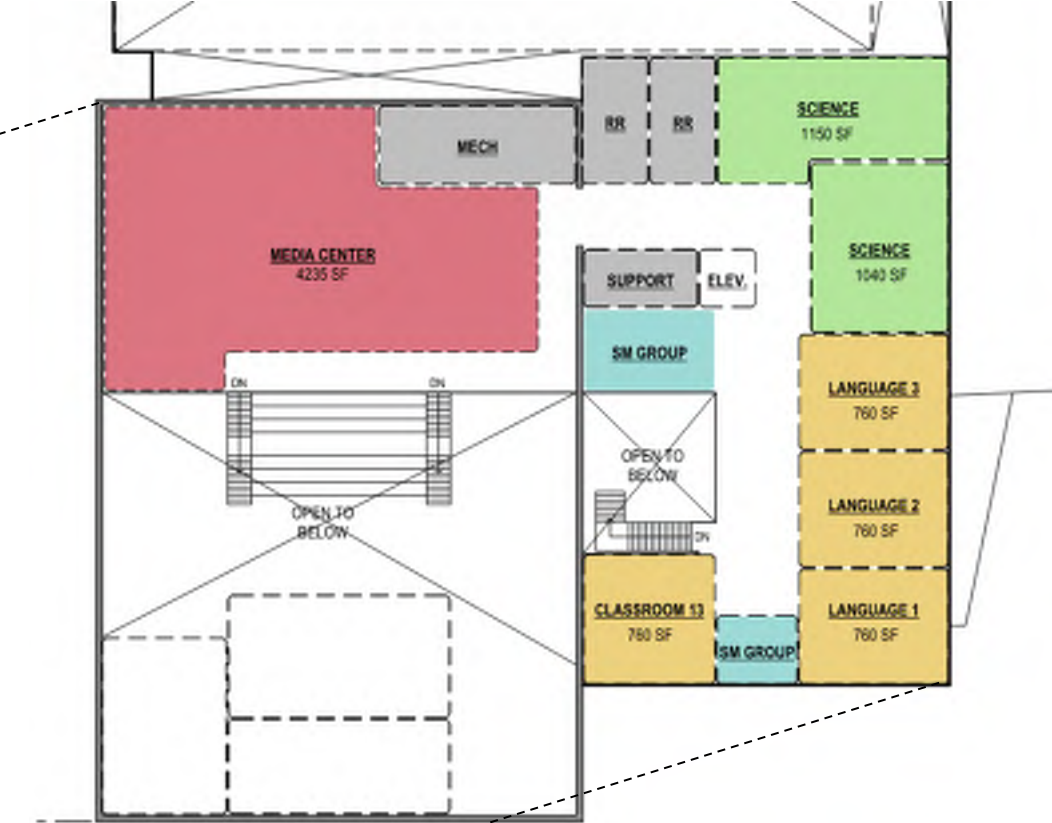 SCIENCE
1150 SF
RR
RR
MECH
MEDIA CENTER
4235 SF
SCIENCE
1040 SF
SUPPORT
ELEV.
SM GROUP
DN
DN
LANGUAGE 3
760 SF
OPEN TO
BELOW
LANGUAGE 2
760 SF
OPEN TO
BELOW
DN
CLASSROOM 13
760 SF
LANGUAGE 1
760 SF
SM GROUP